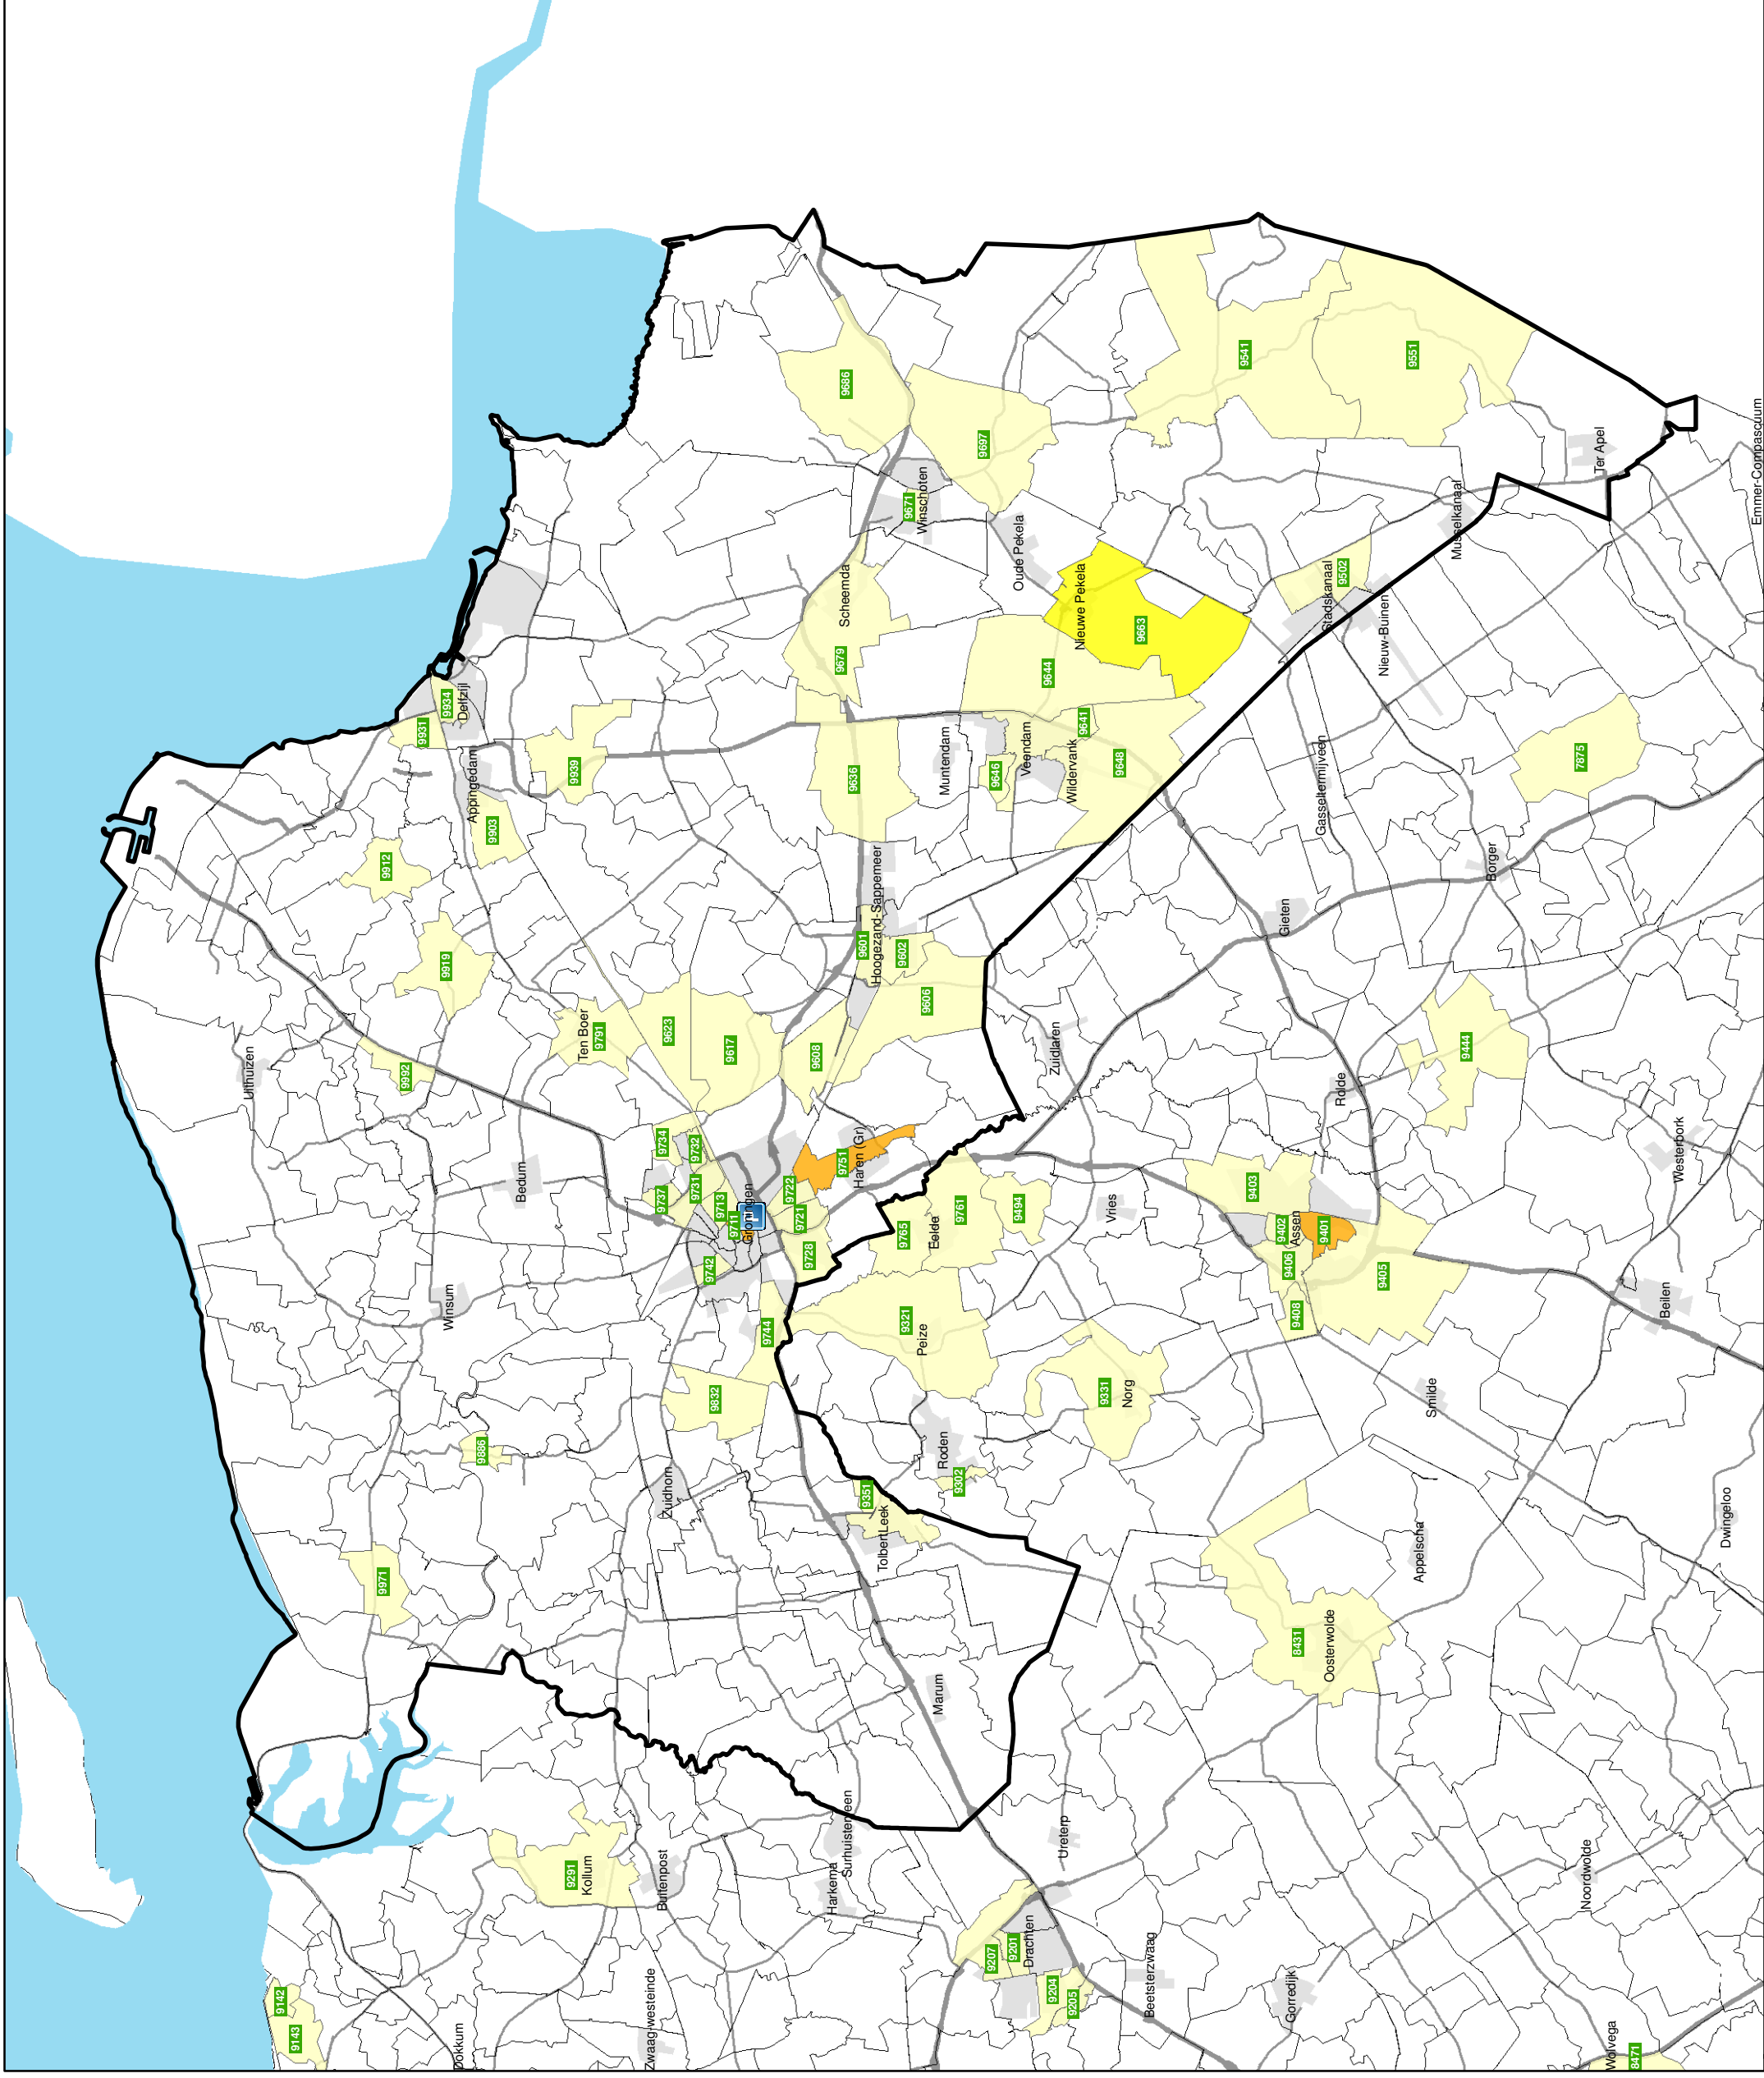 Uithuizen
9142
9143
9912
9971
9992
9931
9934
Delfzijl
9919
Winsum
Dokkum
Appingedam
9903
9886
Bedum
9939
9291
Kollum
Ten Boer
9791
Zwaag-westeinde
Buitenpost
Zuidhorn
9734
9737
9623
9732
9731
9742
9832
9713
9617
9711
Groningen
9744
9722
9721
9728
9608
Harkema
Surhuisterveen
9679
Scheemda
9686
9636
9751
Haren (Gr)
9601
Hoogezand-Sappemeer
9351
Tolbert
Leek
9602
9765
9321
Peize
9671
Winschoten
9606
Eelde
Marum
Roden
Muntendam
9302
9761
9697
9207
9201
Drachten
9646
Veendam
Oude Pekela
9494
9644
9204
9205
Zuidlaren
Ureterp
Wildervank
9641
Nieuwe Pekela
9663
9648
9331
Norg
Vries
Beetsterzwaag
9541
9403
9402
Assen
9406
9401
9408
8431
Oosterwolde
Gieten
Gorredijk
Gasselternijveen
Stadskanaal
9502
Rolde
Nieuw-Buinen
9405
9551
Appelscha
Smilde
Musselkanaal
9444
Borger
7875
Noordwolde
Ter Apel
Wolvega
8471
Beilen
Westerbork
Dwingeloo
Emmer-Compascuum